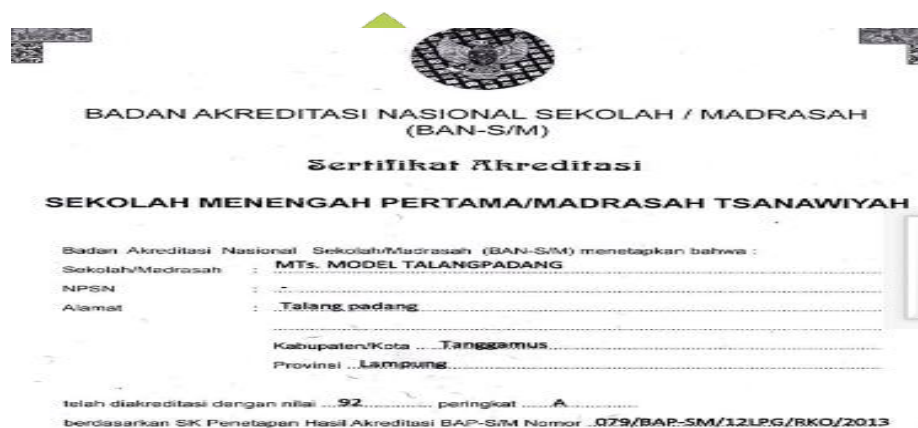 BADAN AKREDITASI NASIONAL SEKOLAH / MADRASAH
(BAN-S/M)
Sertifikat Akreditasi
SEKOLAH MENENGAH PERTAMA/MADRASAH TSANAWIYAH
Badan Akreditasi Nasional Sekolah/Madrasah (BAN-S/M) menetapkan bahwa :
Sekolah/Madrasah : MTs. MODEL TALANGPADANG
NPSN : -
Alamat : Talang padang
Kabupaten/Kota ... Tanggamus
Provinsi ... Lampung
telah diakreditasi dengan nilai ... 92 ... peringkat ... A
berdasarkan SK Penetapan Hasil Akreditasi BAP-S/M Nomor 079/BAP-SM/12LPG/RKO/2013